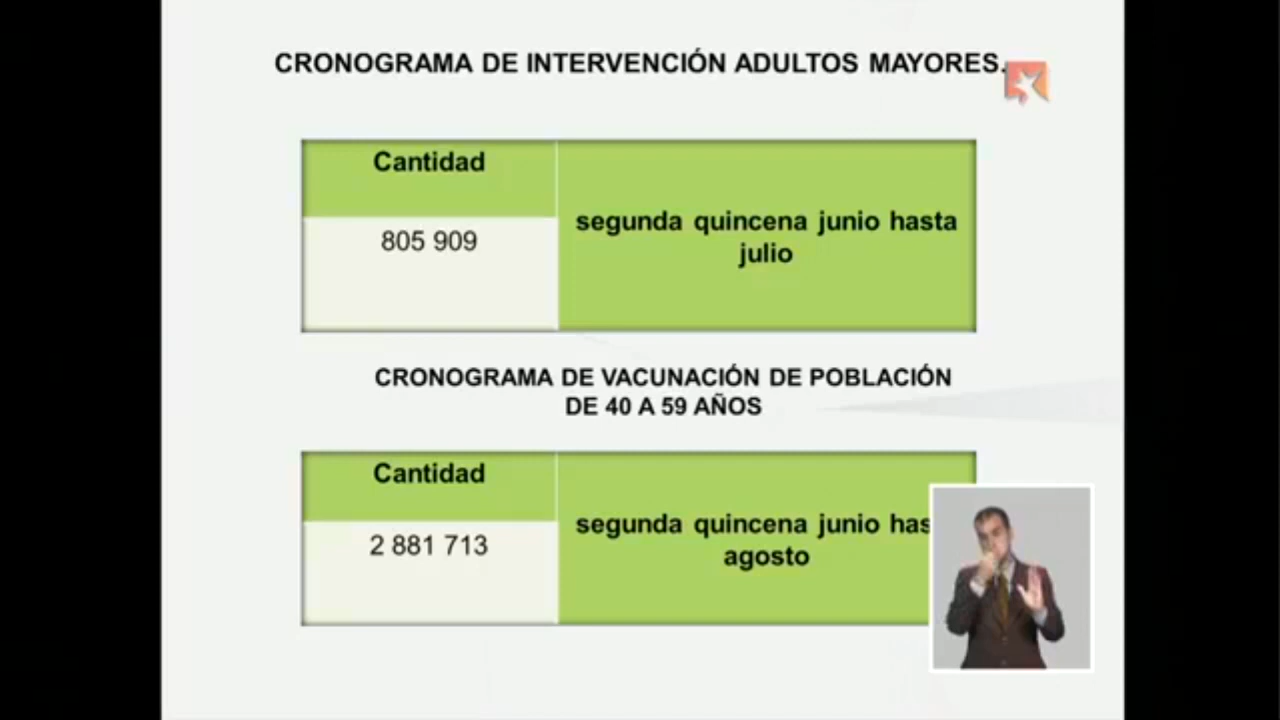 CRONOGRAMA DE INTERVENCIÓN ADULTOS MAYORES.
Cantidad
805 909
segunda quincena junio hasta
julio
CRONOGRAMA DE VACUNACIÓN DE POBLACIÓN
DE 40 A 59 AÑOS
Cantidad
2 881 713
segunda quincena junio has
agosto